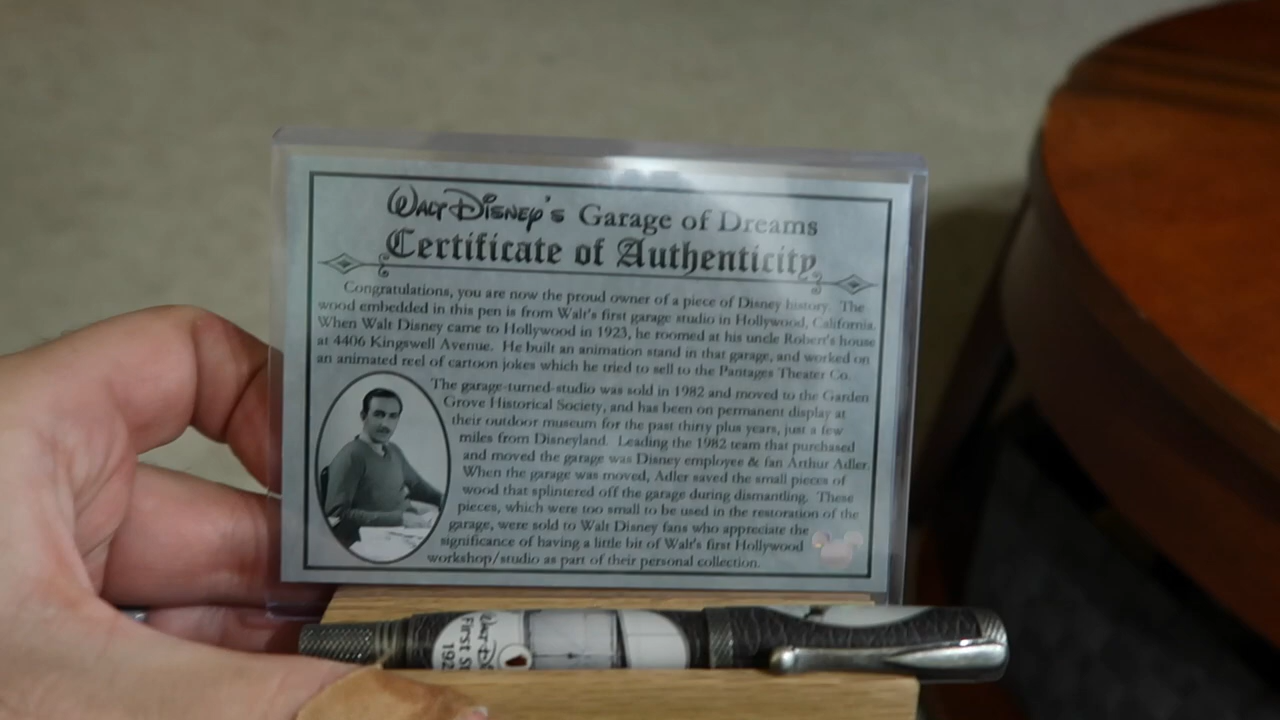 Walt Disney's Garage of Dreams
Certificate of Authenticity
Congratulations, you are now the proud owner of a piece of Disney history. The
wood embedded in this pen is from Walt's first garage studio in Hollywood, California.
When Walt Disney came to Hollywood in 1923, he roomed at his uncle Robert's house
at 4406 Kingswell Avenue. He built an animation stand in that garage, and worked on
an animated reel of cartoon jokes which he tried to sell to the Pantages Theater Co.
The garage-turned-studio was sold in 1982 and moved to the Garden
Grove Historical Society, and has been on permanent display at
their outdoor museum for the past thirty plus years, just a few
miles from Disneyland. Leading the 1982 team that purchased
and moved the garage was Disney employee & fan Arthur Adler.
When the garage was moved, Adler saved the small pieces of
wood that splintered off the garage during dismantling. These
pieces, which were too small to be used in the restoration of the
garage, were sold to Walt Disney fans who appreciate the
significance of having a little bit of Walt's first Hollywood
workshop/studio as part of their personal collection.
Walt D
First S
192